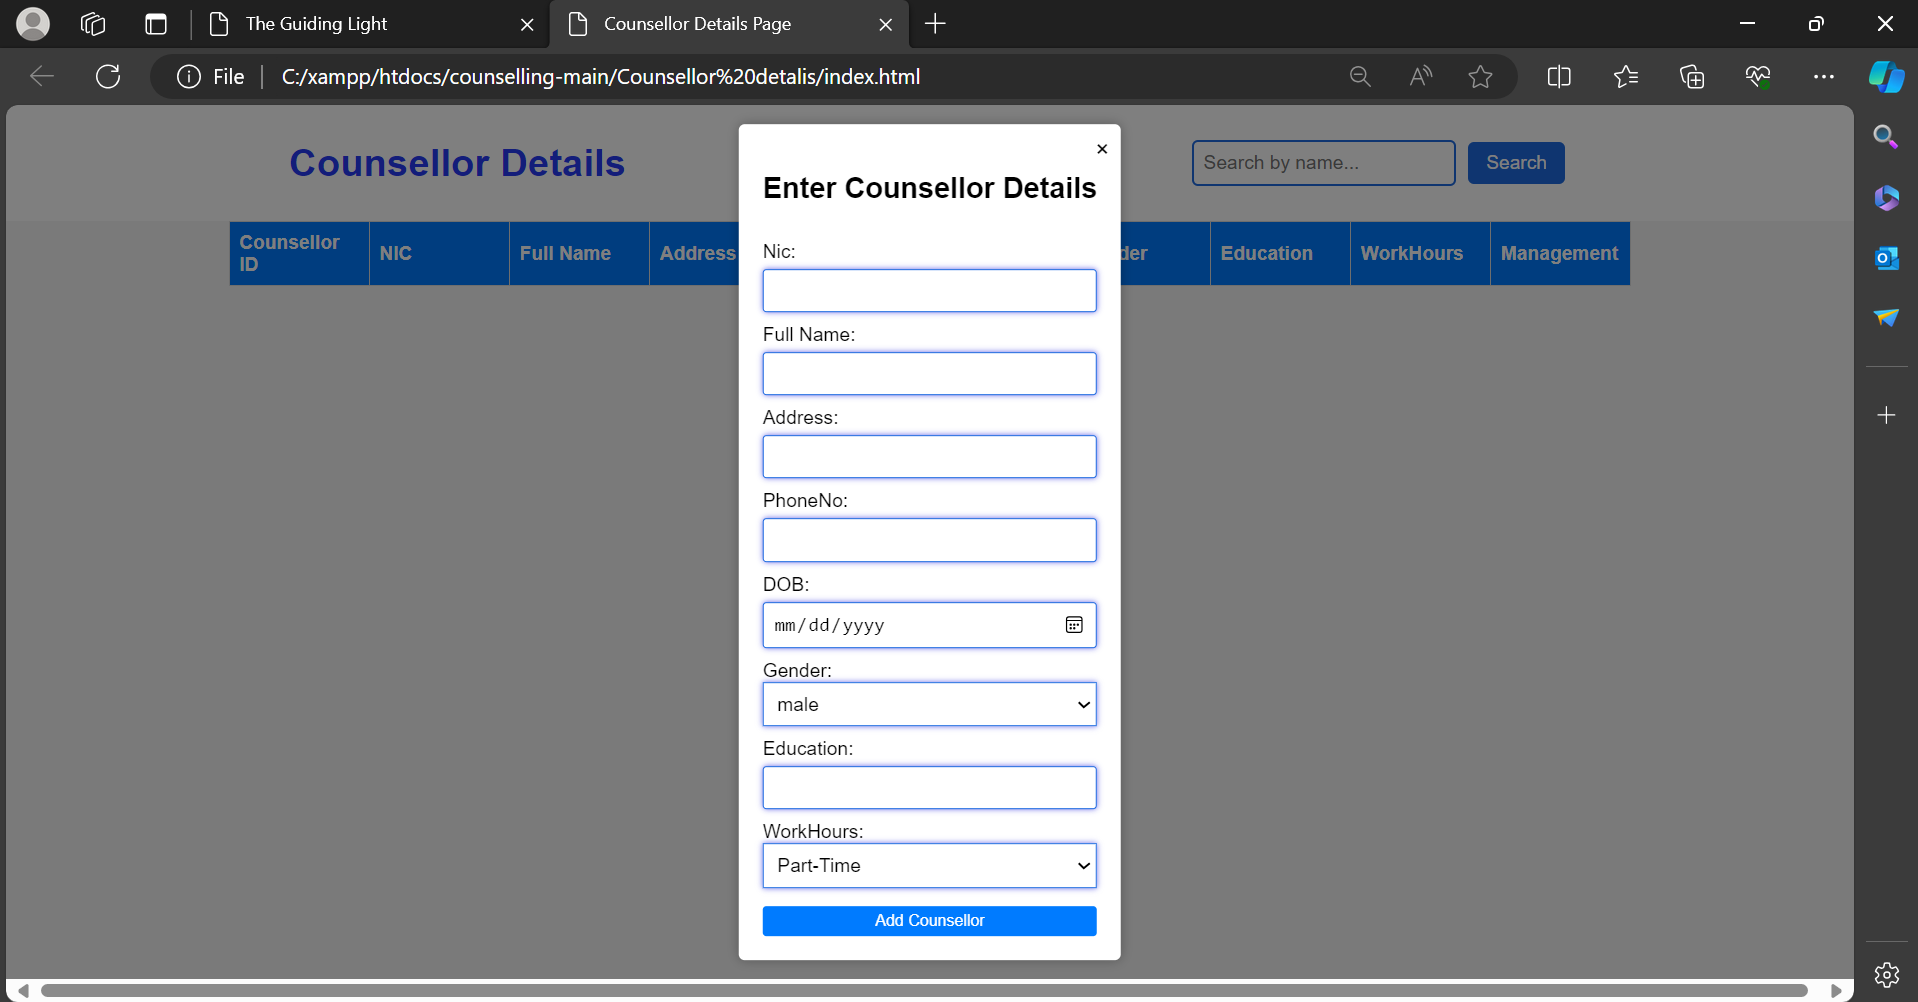 The Guiding Light
Counsellor Details Page
File
C:/xampp/htdocs/counselling-main/Counsellor%20detalis/index.html
Counsellor Details
Search by name...
Search
Counsellor ID
NIC
Full Name
Address
der
Education
WorkHours
Management
Enter Counsellor Details
Nic:
Full Name:
Address:
PhoneNo:
DOB:
mm/dd/yyyy
Gender:
male
Education:
WorkHours:
Part-Time
Add Counsellor